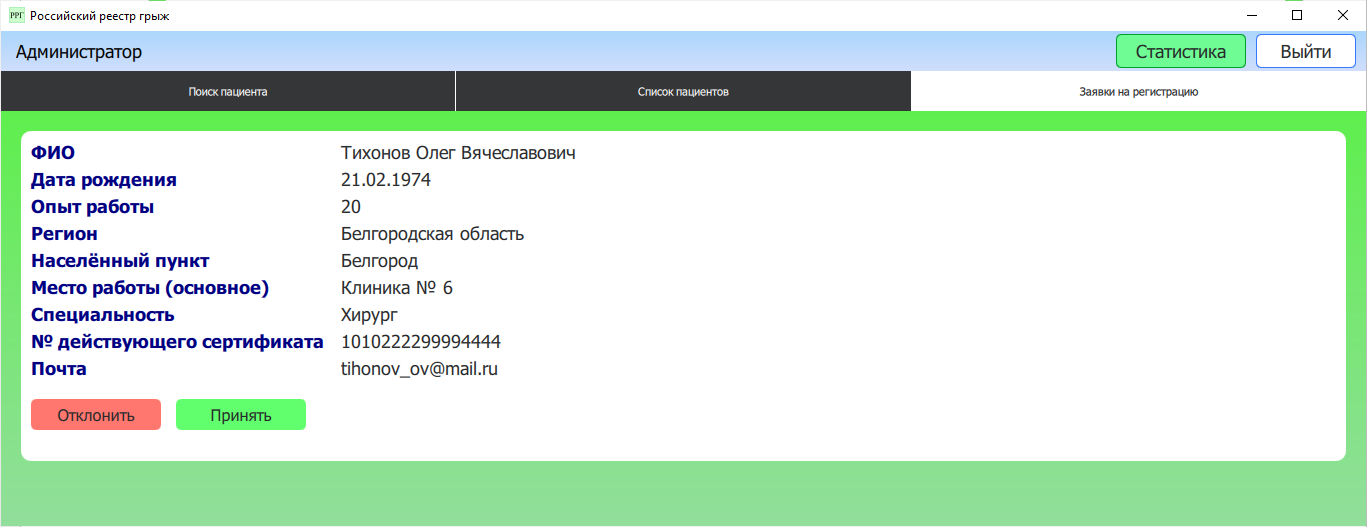 РРГ Российский реестр грыж
Администратор Статистика Выйти
Поиск пациента Список пациентов Заявки на регистрацию
ФИО Тихонов Олег Вячеславович
Дата рождения 21.02.1974
Опыт работы 20
Регион Белгородская область
Населённый пункт Белгород
Место работы (основное) Клиника № 6
Специальность Хирург
№ действующего сертификата 1010222299994444
Почта tihonov_ov@mail.ru
Отклонить Принять